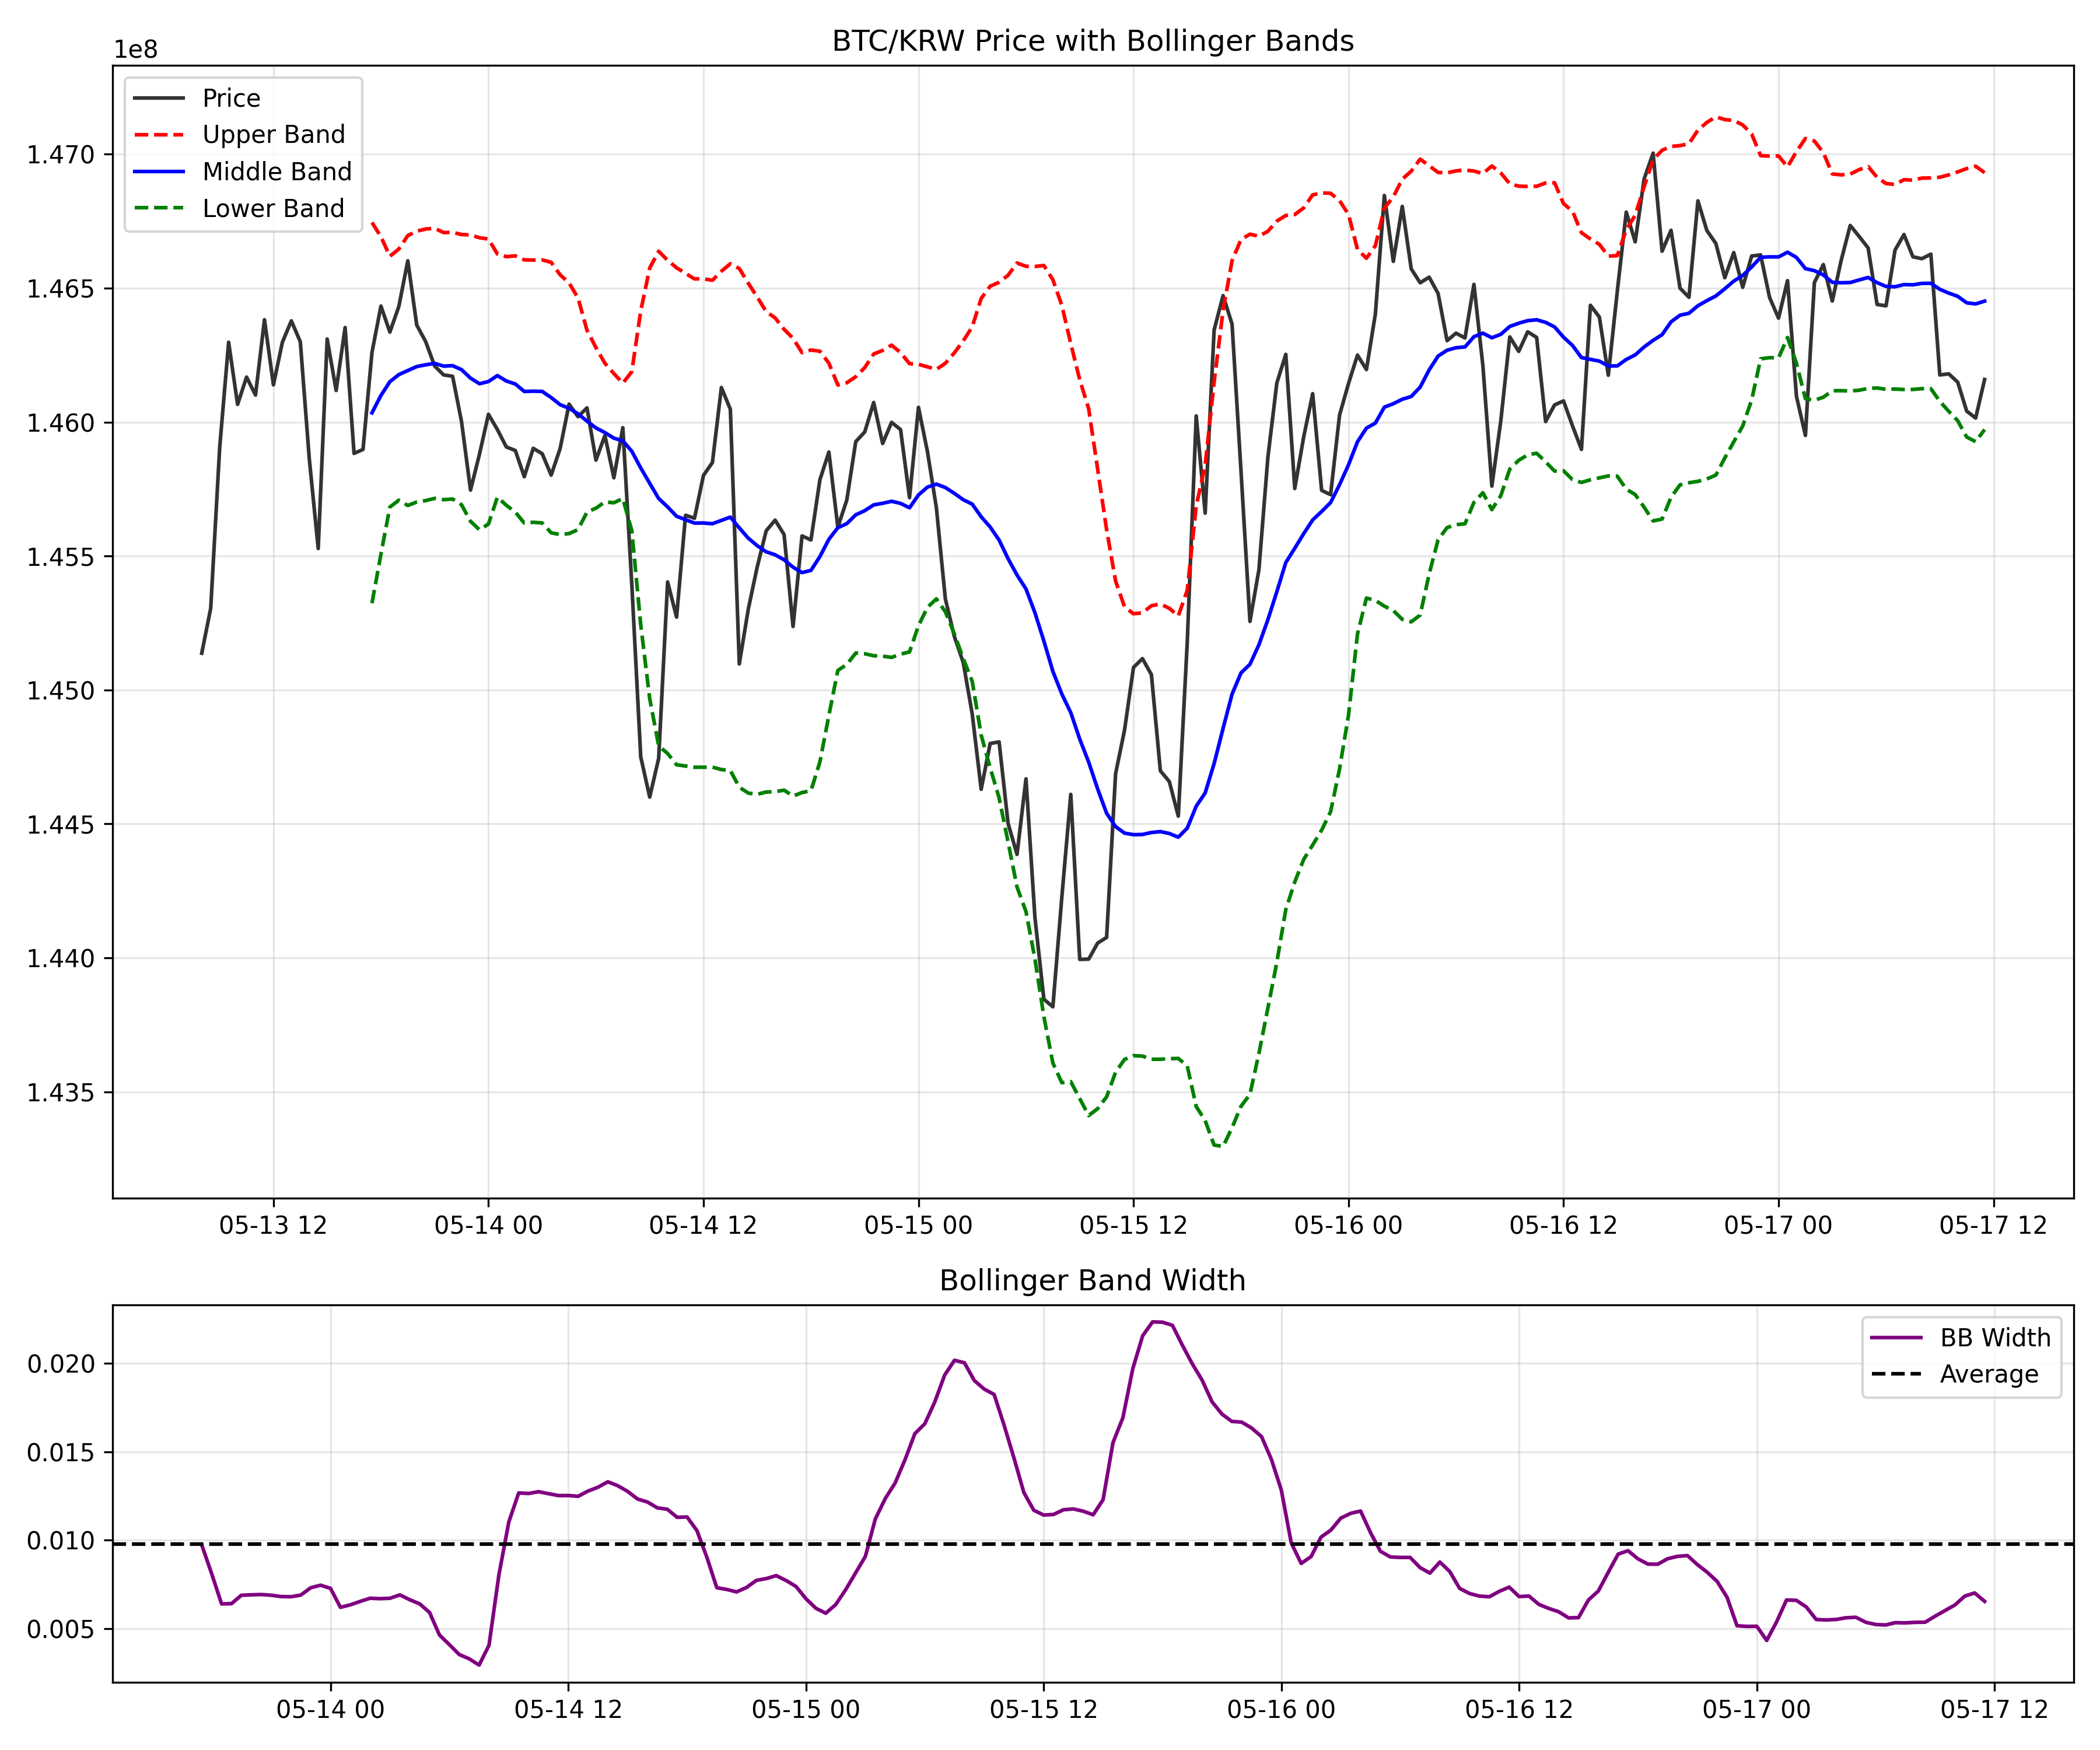 BTC/KRW Price with Bollinger Bands
1e8
Price
Upper Band
Middle Band
Lower Band
1.470
1.465
1.460
1.455
1.450
1.445
1.440
1.435
05-13 12 05-14 00 05-14 12 05-15 00 05-15 12 05-16 00 05-16 12 05-17 00 05-17 12
Bollinger Band Width
BB Width
Average
0.020
0.015
0.010
0.005
05-14 00 05-14 12 05-15 00 05-15 12 05-16 00 05-16 12 05-17 00 05-17 12